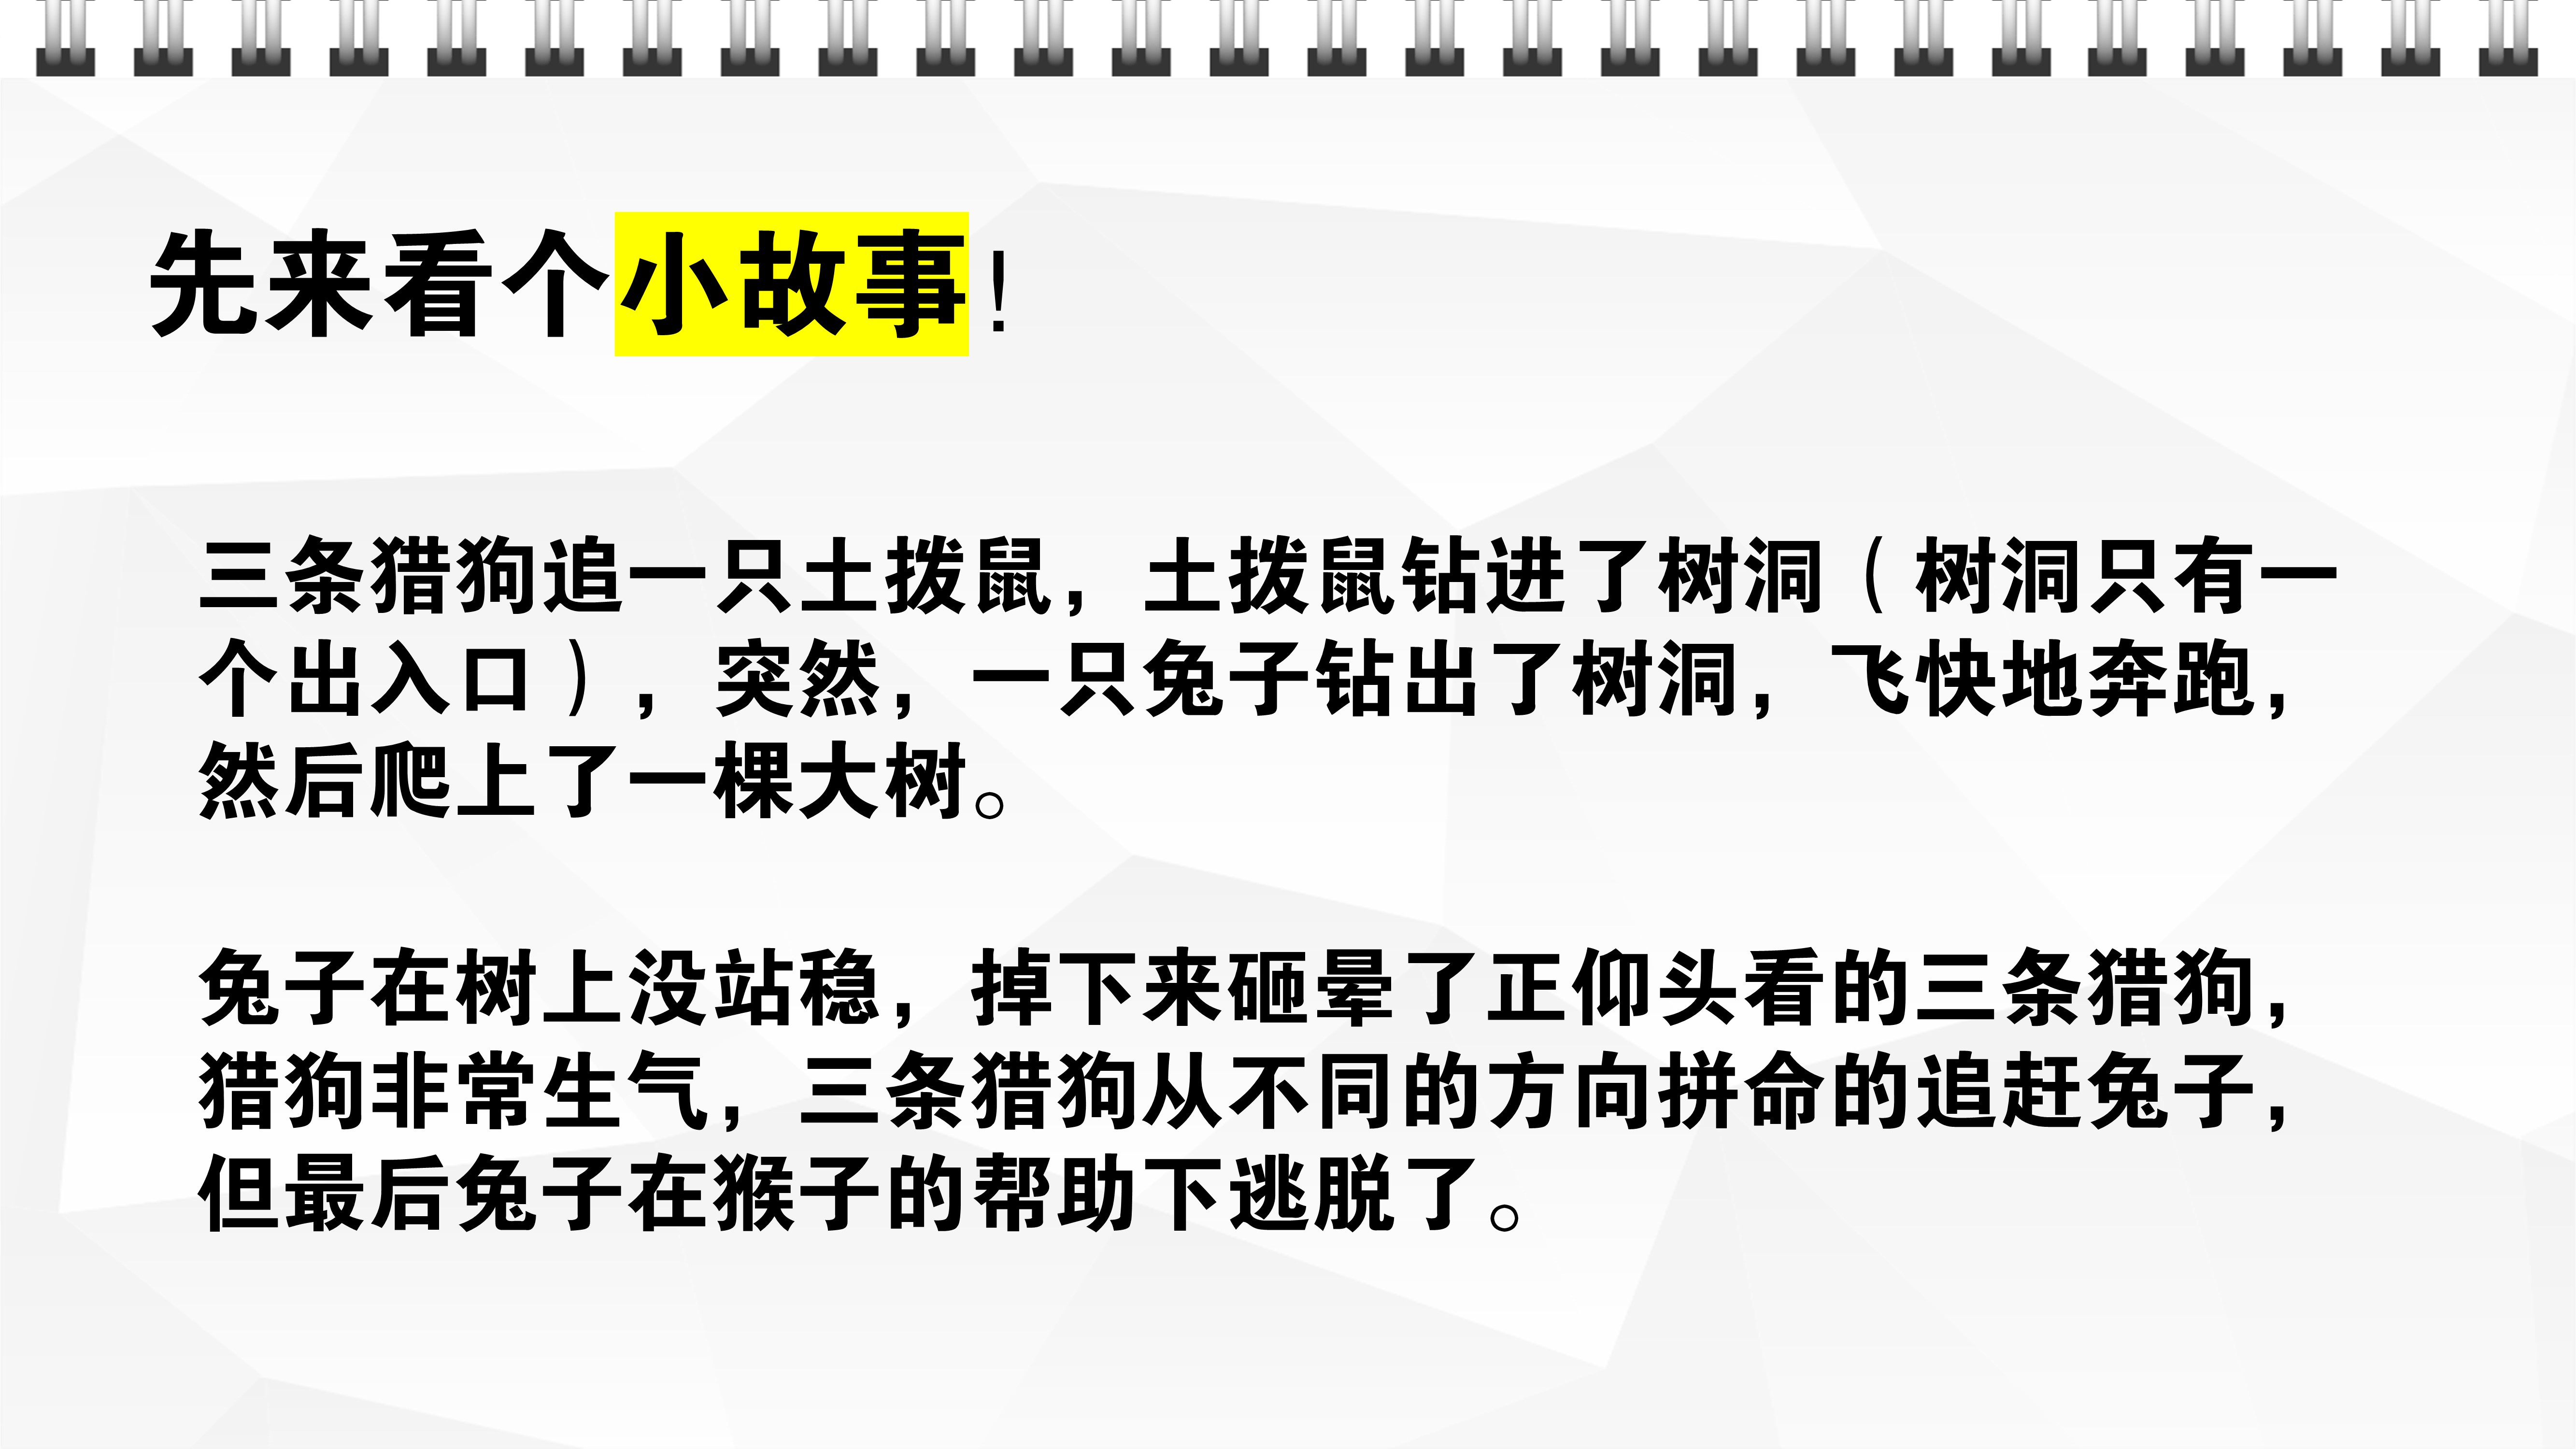 先来看个小故事！
三条猎狗追一只土拨鼠，土拨鼠钻进了树洞（树洞只有一
个出入口），突然，一只兔子钻出了树洞，飞快地奔跑，
然后爬上了一棵大树。
兔子在树上没站稳，掉下来砸晕了正仰头看的三条猎狗，
猎狗非常生气，三条猎狗从不同的方向拼命的追赶兔子，
但最后兔子在猴子的帮助下逃脱了。